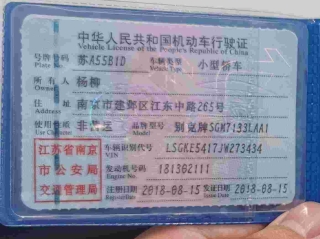 中华人民共和国机动车行驶证
Vehicle License of the People's Republic of China
号牌号码 苏A55B1D 车辆类型 小型轿车
Plate No. Vehicle Type
所有人 杨柳
Owner
住址 南京市建邺区江东中路265号
Address
使用性质 非营运 品牌型号 别克牌SGM7133LAA1
Use Character Model
江苏省南京市公安局交通管理局
车辆识别代号 LSGKE5417JW273434
VIN
发动机号码 181362111
Engine No.
注册日期 2018-08-15 发证日期 2018-08-15
Register Date Issue Date